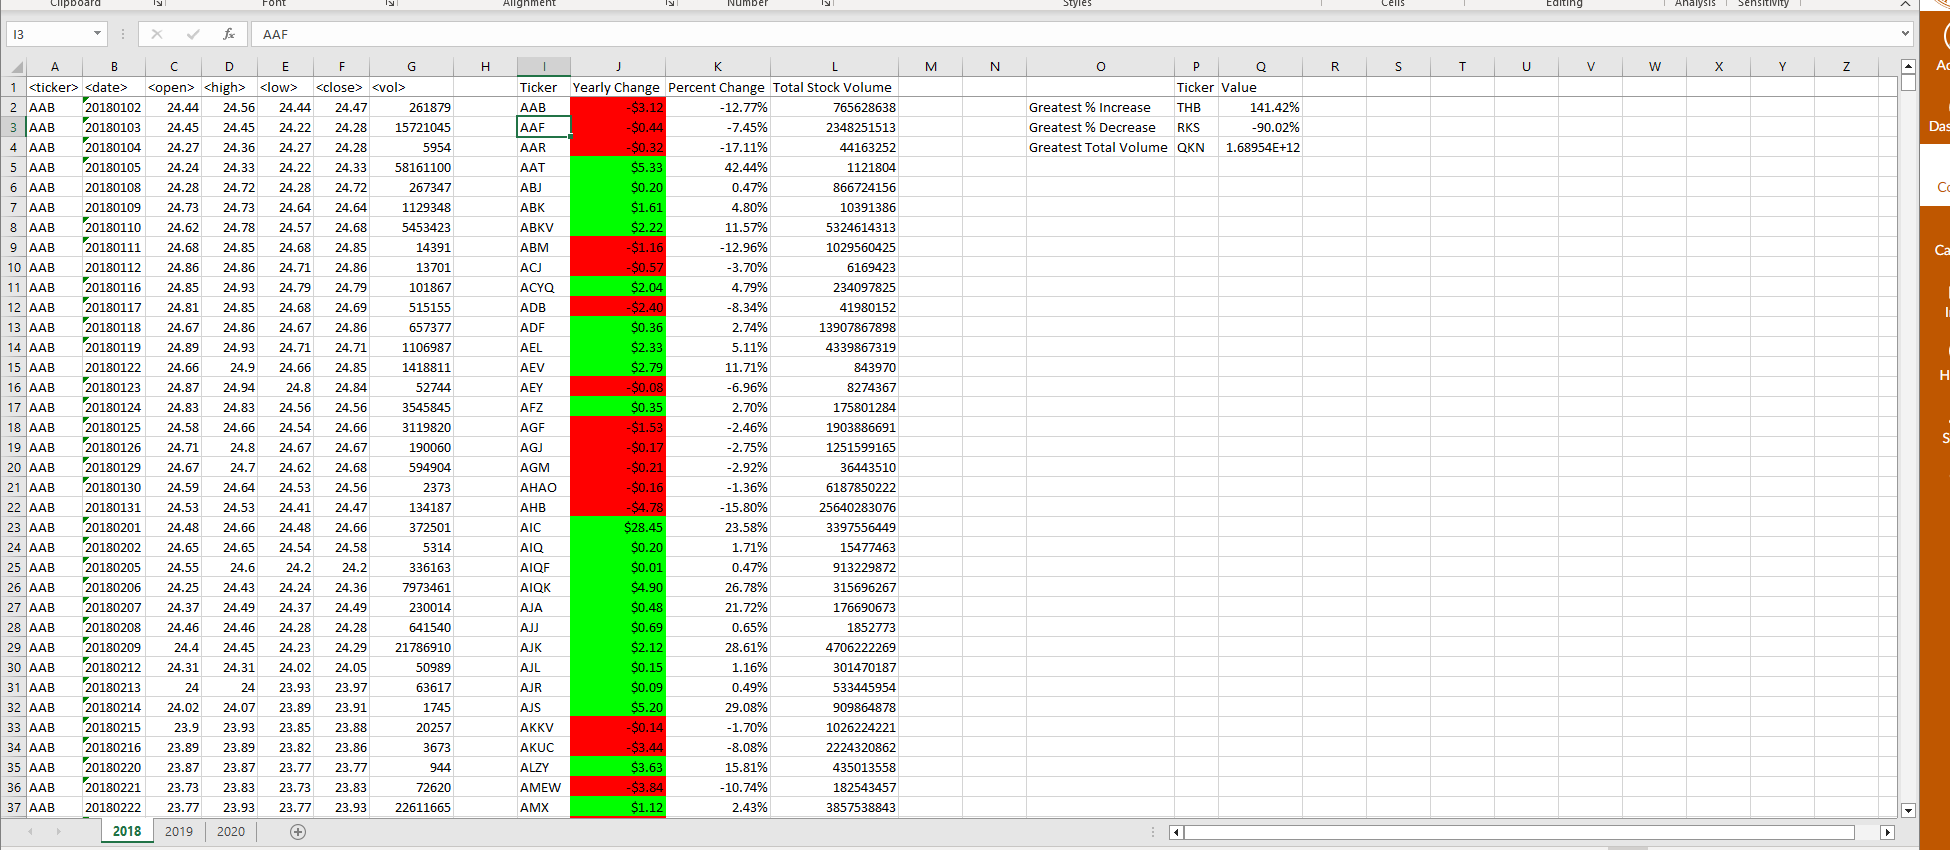 Clipboard Font Alignment Number Styles Cells Editing Analysis Sensitivity
I3 fx AAF
A B C D E F G H I J K L M N O P Q R S T U V W X Y Z
1 <ticker> <date> <open> <high> <low> <close> <vol> Ticker Yearly Change Percent Change Total Stock Volume Ticker Value
2 AAB 20180102 24.44 24.56 24.44 24.47 261879 AAB -$3.12 -12.77% 765628638 Greatest % Increase THB 141.42%
3 AAB 20180103 24.45 24.45 24.22 24.28 15721045 AAF -$0.44 -7.45% 2348251513 Greatest % Decrease RKS -90.02%
4 AAB 20180104 24.27 24.36 24.27 24.28 5954 AAR -$0.32 -17.11% 44163252 Greatest Total Volume QKN 1.68954E+12
5 AAB 20180105 24.24 24.33 24.22 24.33 58161100 AAT $5.33 42.44% 1121804
6 AAB 20180108 24.28 24.72 24.28 24.72 267347 ABJ $0.20 0.47% 866724156
7 AAB 20180109 24.73 24.73 24.64 24.64 1129348 ABK $1.61 4.80% 10391386
8 AAB 20180110 24.62 24.78 24.57 24.68 5453423 ABKV $2.22 11.57% 5324614313
9 AAB 20180111 24.68 24.85 24.68 24.85 14391 ABM -$1.16 -12.96% 1029560425
10 AAB 20180112 24.86 24.86 24.71 24.86 13701 ACJ -$0.57 -3.70% 6169423
11 AAB 20180116 24.85 24.93 24.79 24.79 101867 ACYQ $2.04 4.79% 234097825
12 AAB 20180117 24.81 24.85 24.68 24.69 515155 ADB -$2.40 -8.34% 41980152
13 AAB 20180118 24.67 24.86 24.67 24.86 657377 ADF $0.36 2.74% 13907867898
14 AAB 20180119 24.89 24.93 24.71 24.71 1106987 AEL $2.33 5.11% 4339867319
15 AAB 20180122 24.66 24.9 24.66 24.85 1418811 AEV $2.79 11.71% 843970
16 AAB 20180123 24.87 24.94 24.8 24.84 52744 AEY -$0.08 -6.96% 8274367
17 AAB 20180124 24.83 24.83 24.56 24.56 3545845 AFZ $0.35 2.70% 175801284
18 AAB 20180125 24.58 24.66 24.54 24.66 3119820 AGF -$1.53 -2.46% 1903886691
19 AAB 20180126 24.71 24.8 24.67 24.67 190060 AGJ -$0.17 -2.75% 1251599165
20 AAB 20180129 24.67 24.7 24.62 24.68 594904 AGM -$0.21 -2.92% 36443510
21 AAB 20180130 24.59 24.64 24.53 24.56 2373 AHAO -$0.16 -1.36% 6187850222
22 AAB 20180131 24.53 24.53 24.41 24.47 134187 AHB -$4.78 -15.80% 25640283076
23 AAB 20180201 24.48 24.66 24.48 24.66 372501 AIC $28.45 23.58% 3397556449
24 AAB 20180202 24.65 24.65 24.54 24.58 5314 AIQ $0.20 1.71% 15477463
25 AAB 20180205 24.55 24.6 24.2 24.2 336163 AIQF $0.01 0.47% 913229872
26 AAB 20180206 24.25 24.43 24.24 24.36 7973461 AIQK $4.90 26.78% 315696267
27 AAB 20180207 24.37 24.49 24.37 24.49 230014 AJA $0.48 21.72% 176690673
28 AAB 20180208 24.46 24.46 24.28 24.28 641540 AJJ $0.69 0.65% 1852773
29 AAB 20180209 24.4 24.45 24.23 24.29 21786910 AJK $2.12 28.61% 4706222269
30 AAB 20180212 24.31 24.31 24.02 24.05 50989 AJL $0.15 1.16% 301470187
31 AAB 20180213 24 24 23.93 23.97 63617 AJR $0.09 0.49% 533445954
32 AAB 20180214 24.02 24.07 23.89 23.91 1745 AJS $5.20 29.08% 909864878
33 AAB 20180215 23.9 23.93 23.85 23.88 20257 AKKV -$0.14 -1.70% 1026224221
34 AAB 20180216 23.89 23.89 23.82 23.86 3673 AKUC -$3.44 -8.08% 2224320862
35 AAB 20180220 23.87 23.87 23.77 23.77 944 ALZY $3.63 15.81% 435013558
36 AAB 20180221 23.73 23.83 23.73 23.83 72620 AMEW -$3.84 -10.74% 182543457
37 AAB 20180222 23.77 23.93 23.77 23.93 22611665 AMX $1.12 2.43% 3857538843
2018 2019 2020